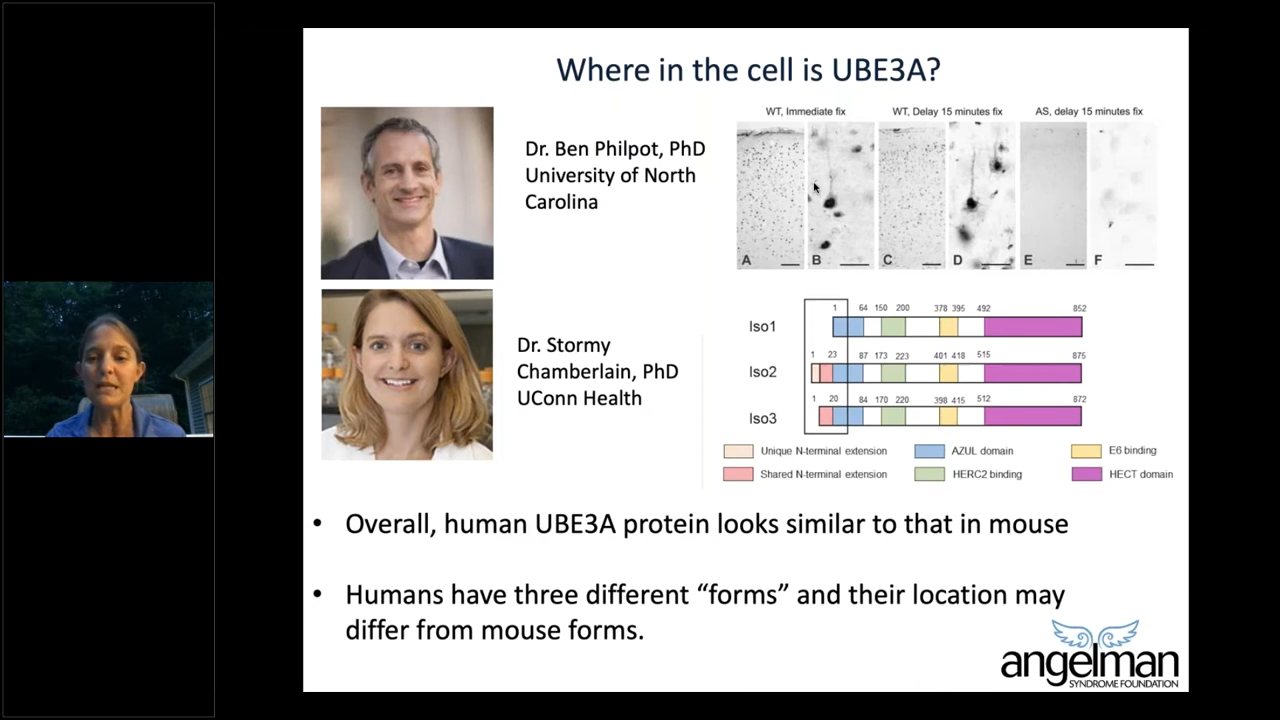 Where in the cell is UBE3A?
Dr. Ben Philpot, PhD
University of North
Carolina
WT, Immediate fix
WT, Delay 15 minutes fix
AS, delay 15 minutes fix
A
B
C
D
E
F
Dr. Stormy
Chamberlain, PhD
UConn Health
1 64 150 200 378 395 492 852
Iso1
1 23 87 173 223 401 418 515 875
Iso2
1 20 84 170 220 398 415 512 872
Iso3
Unique N-terminal extension
AZUL domain
E6 binding
Shared N-terminal extension
HERC2 binding
HECT domain
• Overall, human UBE3A protein looks similar to that in mouse
• Humans have three different “forms” and their location may
differ from mouse forms.
angelman
SYNDROME FOUNDATION